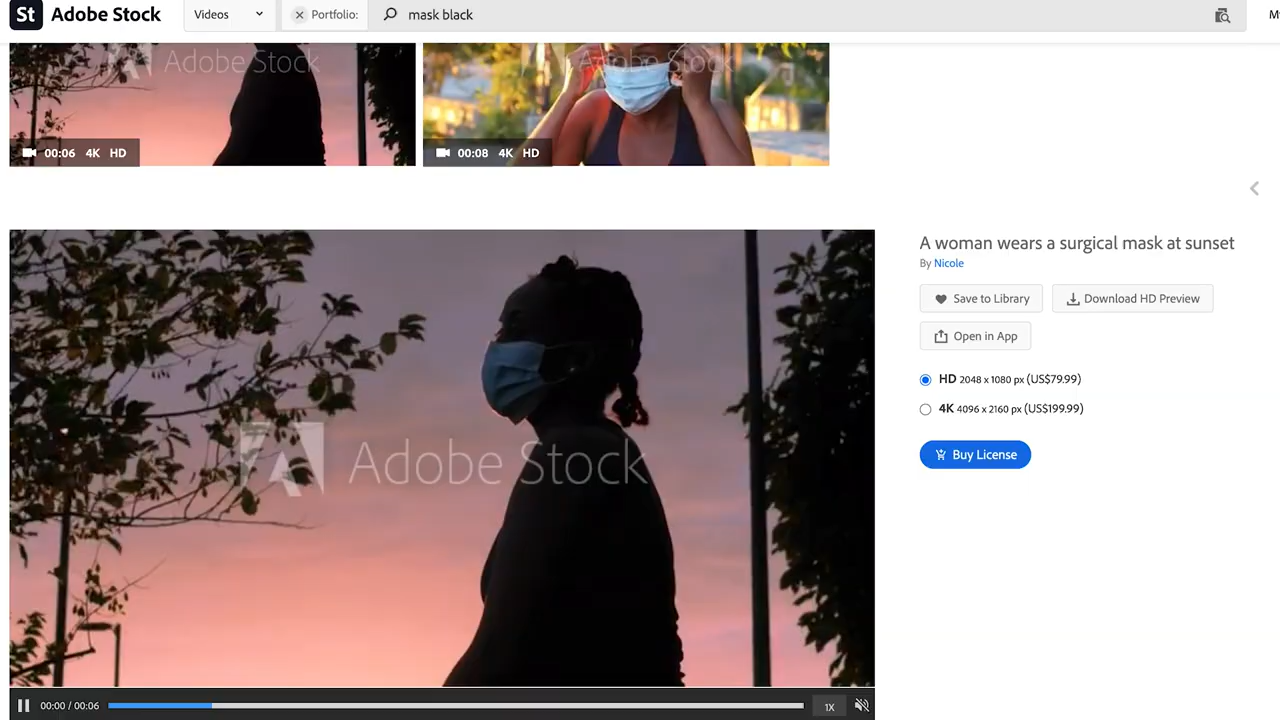 St Adobe Stock Videos Portfolio: mask black
Adobe Stock Adobe Stock
00:06 4K HD 00:08 4K HD
A woman wears a surgical mask at sunset
By Nicole
Save to Library Download HD Preview
Open in App
HD 2048 x 1080 px (US$79.99)
4K 4096 x 2160 px (US$199.99)
Buy License
Adobe Stock
00:00 / 00:06 1X